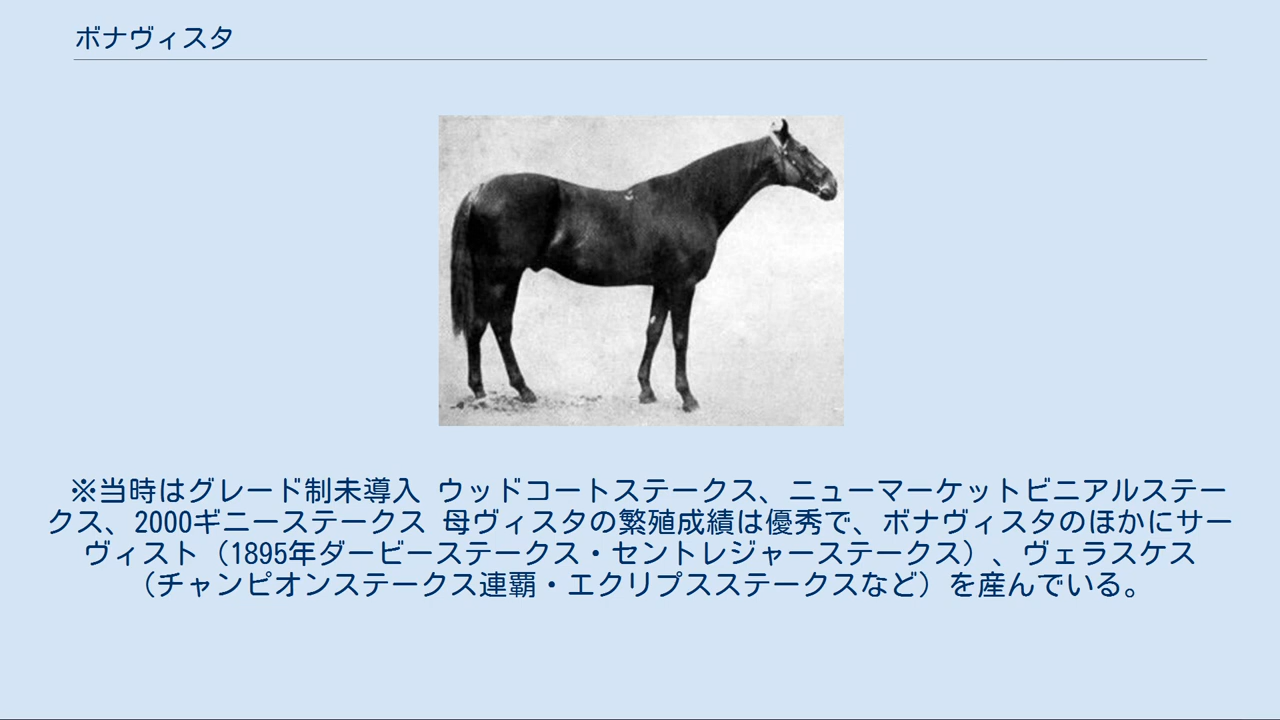 ボナヴィスタ
※当時はグレード制未導入 ウッドコートステークス、ニューマーケットビニアルステー
クス、2000ギニーステークス 母ヴィスタの繁殖成績は優秀で、ボナヴィスタのほかにサー
ヴィスト（1895年ダービーステークス・セントレジャーステークス）、ヴェラスケス
（チャンピオンステークス連覇・エクリプスステークスなど）を産んでいる。